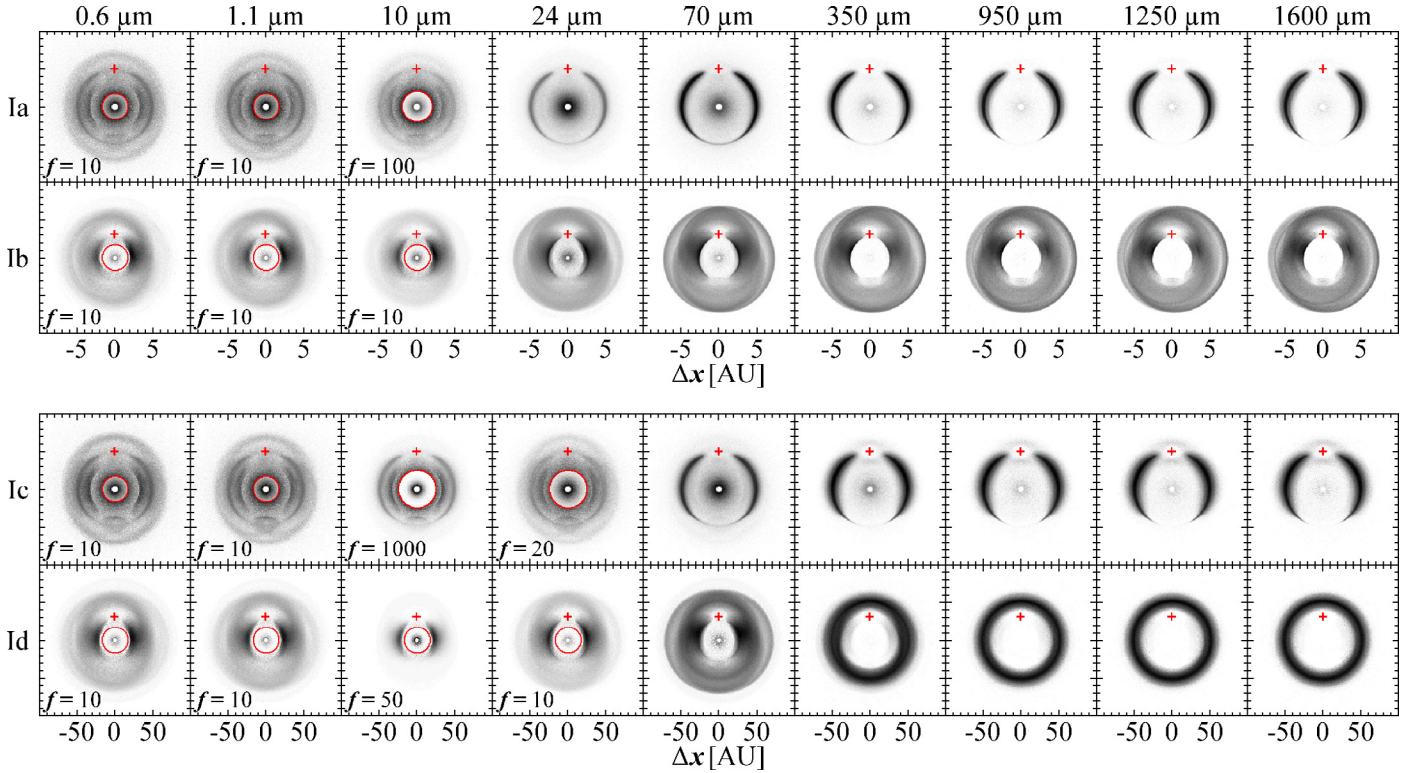 0.6 µm 1.1 µm 10 µm 24 µm 70 µm 350 µm 950 µm 1250 µm 1600 µm
Ia
f = 10 f = 10 f = 100
Ib
f = 10 f = 10 f = 10
-5 0 5 -5 0 5 -5 0 5 -5 0 5 -5 0 5 -5 0 5 -5 0 5 -5 0 5 -5 0 5
Δx [AU]
Ic
f = 10 f = 10 f = 1000 f = 20
Id
f = 10 f = 10 f = 50 f = 10
-50 0 50 -50 0 50 -50 0 50 -50 0 50 -50 0 50 -50 0 50 -50 0 50 -50 0 50 -50 0 50
Δx [AU]